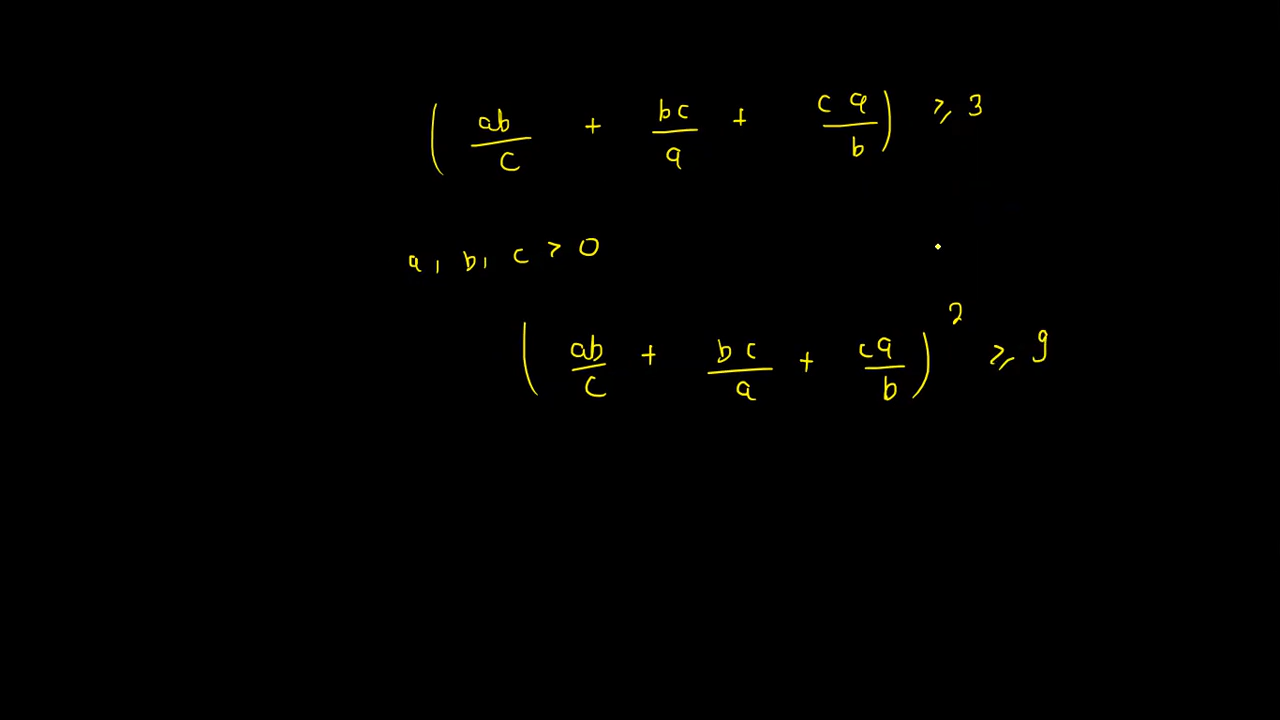 ( ab/c + bc/a + ca/b ) ≥ 3
a, b, c > 0
( ab/c + bc/a + ca/b )² ≥ 9